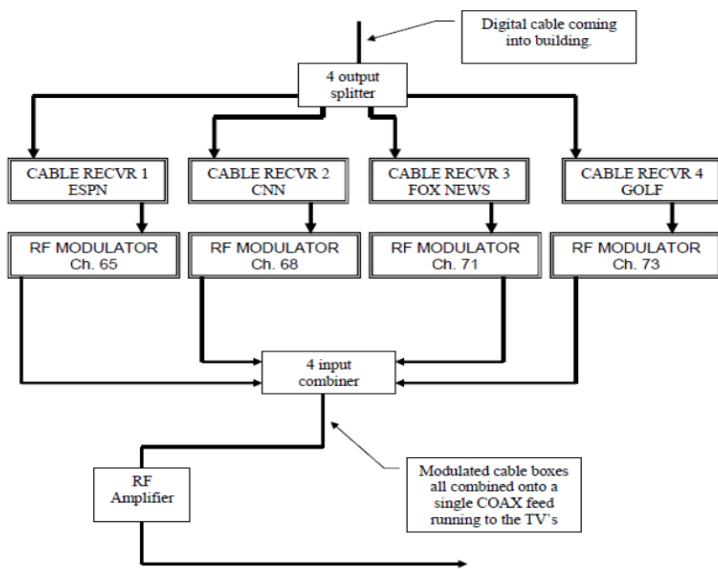 Digital cable coming
into building.
4 output
splitter
CABLE RECVR 1
ESPN
CABLE RECVR 2
CNN
CABLE RECVR 3
FOX NEWS
CABLE RECVR 4
GOLF
RF MODULATOR
Ch. 65
RF MODULATOR
Ch. 68
RF MODULATOR
Ch. 71
RF MODULATOR
Ch. 73
4 input
combiner
RF
Amplifier
Modulated cable boxes
all combined onto a
single COAX feed
running to the TV's